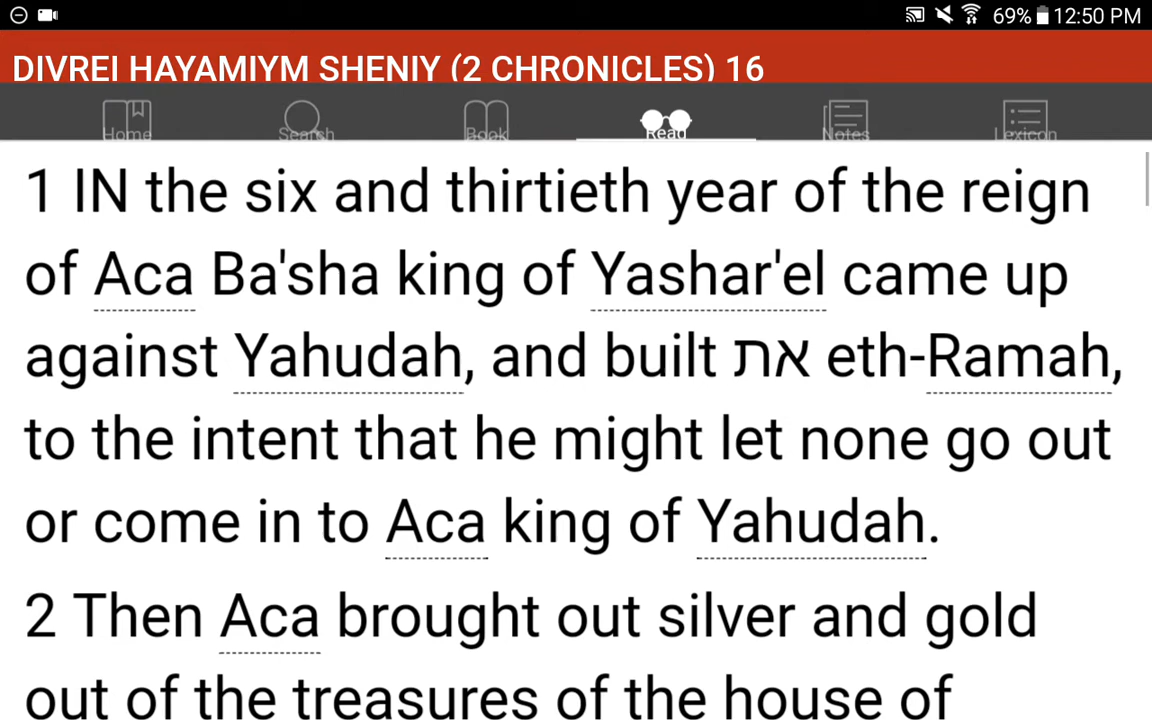 69% 12:50 PM
DIVREI HAYAMIYM SHENIY (2 CHRONICLES) 16
Home Search Book Read Notes Lexicon
1 IN the six and thirtieth year of the reign
of Aca Ba'sha king of Yashar'el came up
against Yahudah, and built את eth-Ramah,
to the intent that he might let none go out
or come in to Aca king of Yahudah.
2 Then Aca brought out silver and gold
out of the treasures of the house of